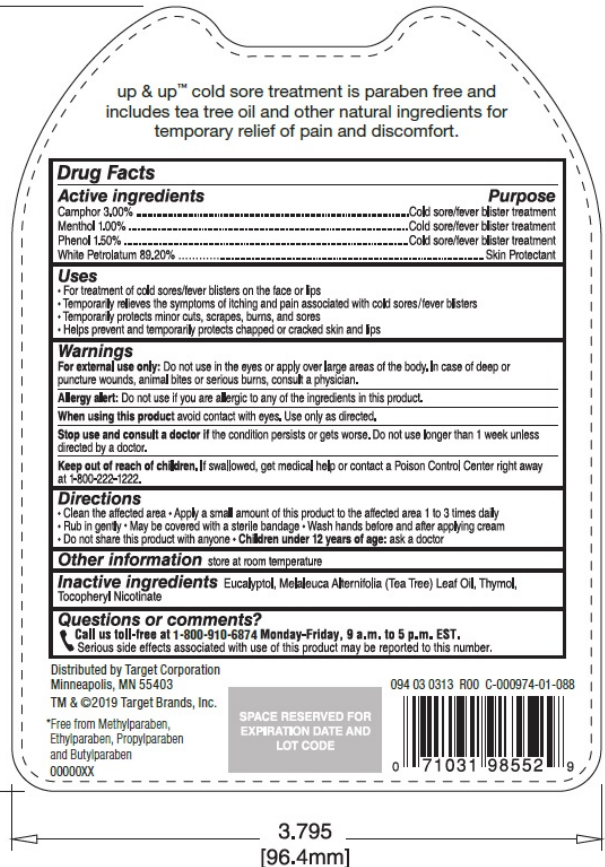 up & up™ cold sore treatment is paraben free and
includes tea tree oil and other natural ingredients for
temporary relief of pain and discomfort.
Drug Facts
Active ingredients Purpose
Camphor 3.00% ........ Cold sore/fever blister treatment
Menthol 1.00% ........ Cold sore/fever blister treatment
Phenol 1.50% ........ Cold sore/fever blister treatment
White Petrolatum 89.20% ........ Skin Protectant
Uses
• For treatment of cold sores/fever blisters on the face or lips
• Temporarily relieves the symptoms of itching and pain associated with cold sores/fever blisters
• Temporarily protects minor cuts, scrapes, burns, and sores
• Helps prevent and temporarily protects chapped or cracked skin and lips
Warnings
For external use only: Do not use in the eyes or apply over large areas of the body. In case of deep or
puncture wounds, animal bites or serious burns, consult a physician.
Allergy alert: Do not use if you are allergic to any of the ingredients in this product.
When using this product avoid contact with eyes. Use only as directed.
Stop use and consult a doctor if the condition persists or gets worse. Do not use longer than 1 week unless
directed by a doctor.
Keep out of reach of children. If swallowed, get medical help or contact a Poison Control Center right away
at 1-800-222-1222.
Directions
• Clean the affected area • Apply a small amount of this product to the affected area 1 to 3 times daily
• Rub in gently • May be covered with a sterile bandage • Wash hands before and after applying cream
• Do not share this product with anyone • Children under 12 years of age: ask a doctor
Other information store at room temperature
Inactive ingredients Eucalyptol, Melaleuca Alternifolia (Tea Tree) Leaf Oil, Thymol,
Tocopheryl Nicotinate
Questions or comments?
Call us toll-free at 1-800-910-6874 Monday-Friday, 9 a.m. to 5 p.m. EST.
Serious side effects associated with use of this product may be reported to this number.
Distributed by Target Corporation
Minneapolis, MN 55403
TM & ©2019 Target Brands, Inc.
*Free from Methylparaben,
Ethylparaben, Propylparaben
and Butylparaben
00000XX
SPACE RESERVED FOR
EXPIRATION DATE AND
LOT CODE
094 03 0313 R00 C-000974-01-088
0 71031 98552 9
3.795
[96.4mm]